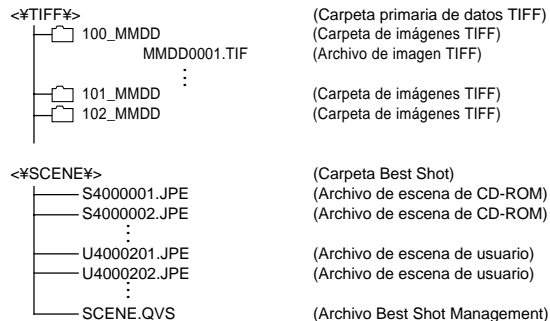 <¥TIFF¥> (Carpeta primaria de datos TIFF)
100_MMDD (Carpeta de imágenes TIFF)
MMDD0001.TIF (Archivo de imagen TIFF)
101_MMDD (Carpeta de imágenes TIFF)
102_MMDD (Carpeta de imágenes TIFF)
<¥SCENE¥> (Carpeta Best Shot)
S4000001.JPE (Archivo de escena de CD-ROM)
S4000002.JPE (Archivo de escena de CD-ROM)
U4000201.JPE (Archivo de escena de usuario)
U4000202.JPE (Archivo de escena de usuario)
SCENE.QVS (Archivo Best Shot Management)